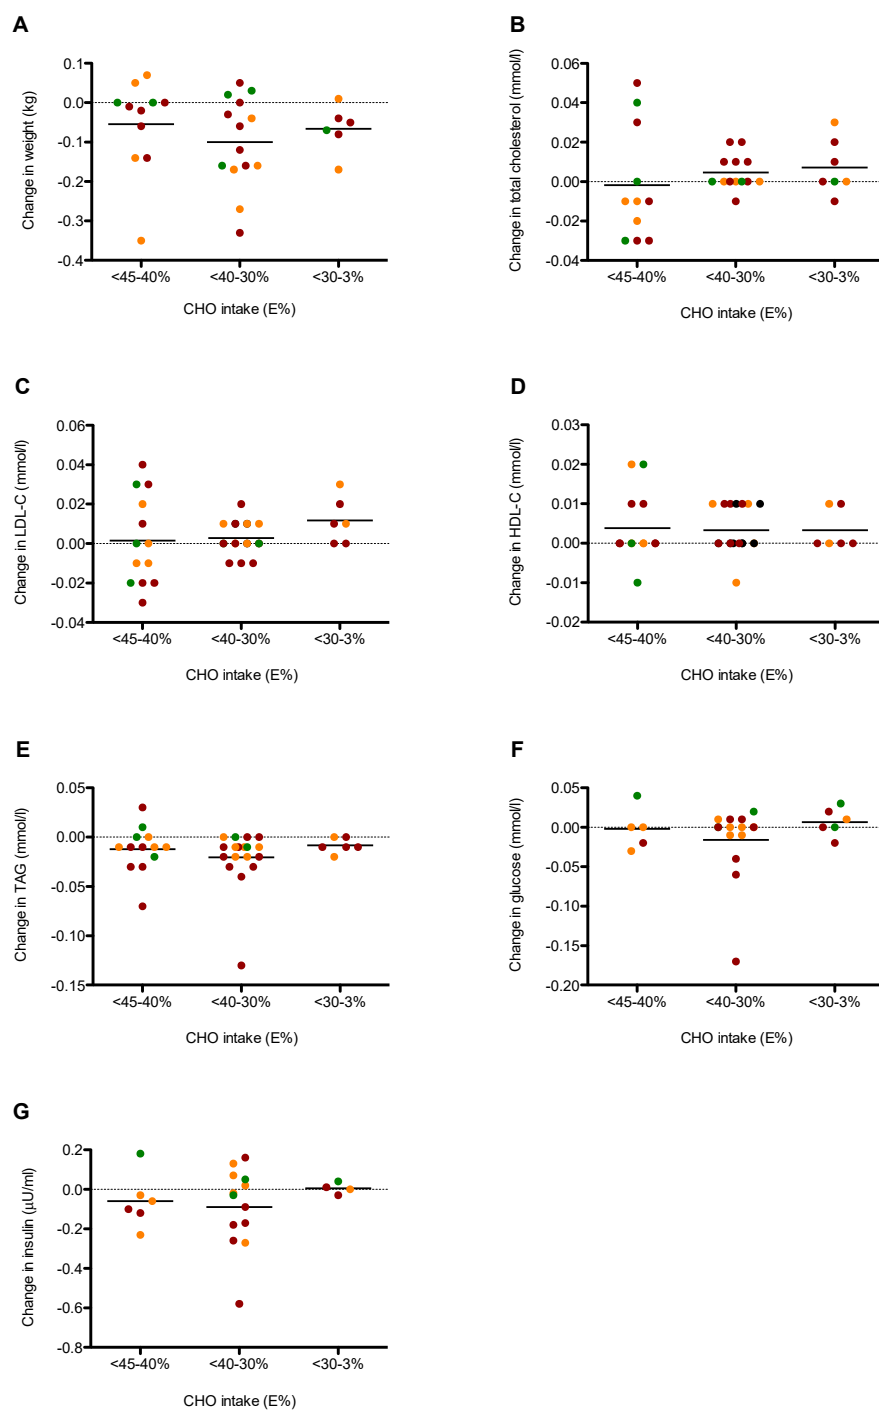 A
Change in weight (kg)
0.1
0.0
-0.1
-0.2
-0.3
-0.4
<45-40%
<40-30%
<30-3%
CHO intake (E%)
B
Change in total cholesterol (mmol/l)
0.06
0.04
0.02
0.00
-0.02
-0.04
<45-40%
<40-30%
<30-3%
CHO intake (E%)
C
Change in LDL-C (mmol/l)
0.06
0.04
0.02
0.00
-0.02
-0.04
<45-40%
<40-30%
<30-3%
CHO intake (E%)
D
Change in HDL-C (mmol/l)
0.03
0.02
0.01
0.00
-0.01
-0.02
<45-40%
<40-30%
<30-3%
CHO intake (E%)
E
Change in TAG (mmol/l)
0.05
0.00
-0.05
-0.10
-0.15
<45-40%
<40-30%
<30-3%
CHO intake (E%)
F
Change in glucose (mmol/l)
0.05
0.00
-0.05
-0.10
-0.15
-0.20
<45-40%
<40-30%
<30-3%
CHO intake (E%)
G
Change in insulin (µU/ml)
0.2
0.0
-0.2
-0.4
-0.6
-0.8
<45-40%
<40-30%
<30-3%
CHO intake (E%)